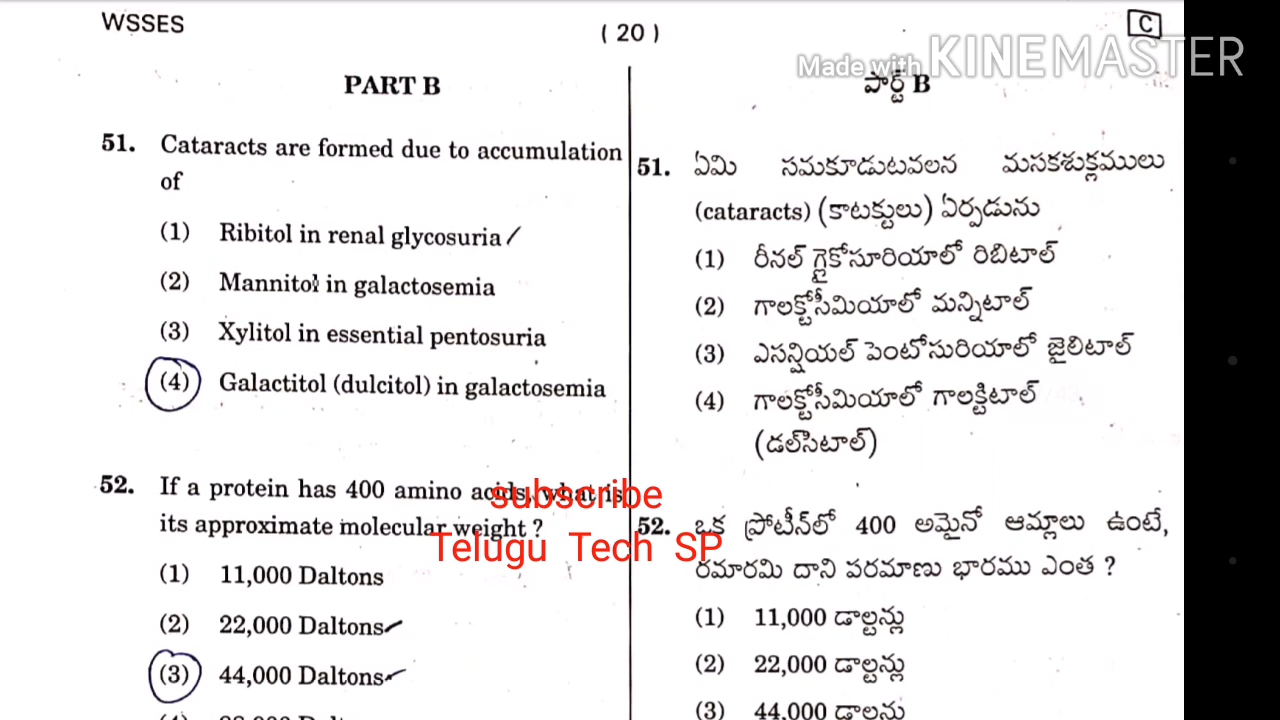 WSSES
( 20 )
C
Made with KINEMASTER
PART B
51. Cataracts are formed due to accumulation
of
(1) Ribitol in renal glycosuria
(2) Mannitol in galactosemia
(3) Xylitol in essential pentosuria
(4) Galactitol (dulcitol) in galactosemia
52. If a protein has 400 amino acids, what is
its approximate molecular weight ?
(1) 11,000 Daltons
(2) 22,000 Daltons
(3) 44,000 Daltons
పార్ట్ B
51. ఏమి సమకూడుటవలన మసకశుక్లములు
(cataracts) (కాటక్టులు) ఏర్పడును
(1) రీనల్ గ్లైకోసూరియాలో రిబిటాల్
(2) గాలక్టోసీమియాలో మన్నిటాల్
(3) ఎసన్షియల్ పెంటోసురియాలో జైలిటాల్
(4) గాలక్టోసీమియాలో గాలక్టిటాల్
(డల్‌సిటాల్)
52. ఒక ప్రోటీన్‌లో 400 అమైనో ఆమ్లాలు ఉంటే,
రమారమి దాని పరమాణు భారము ఎంత ?
(1) 11,000 డాల్టన్లు
(2) 22,000 డాల్టన్లు
(3) 44,000
subscribe
Telugu Tech SP